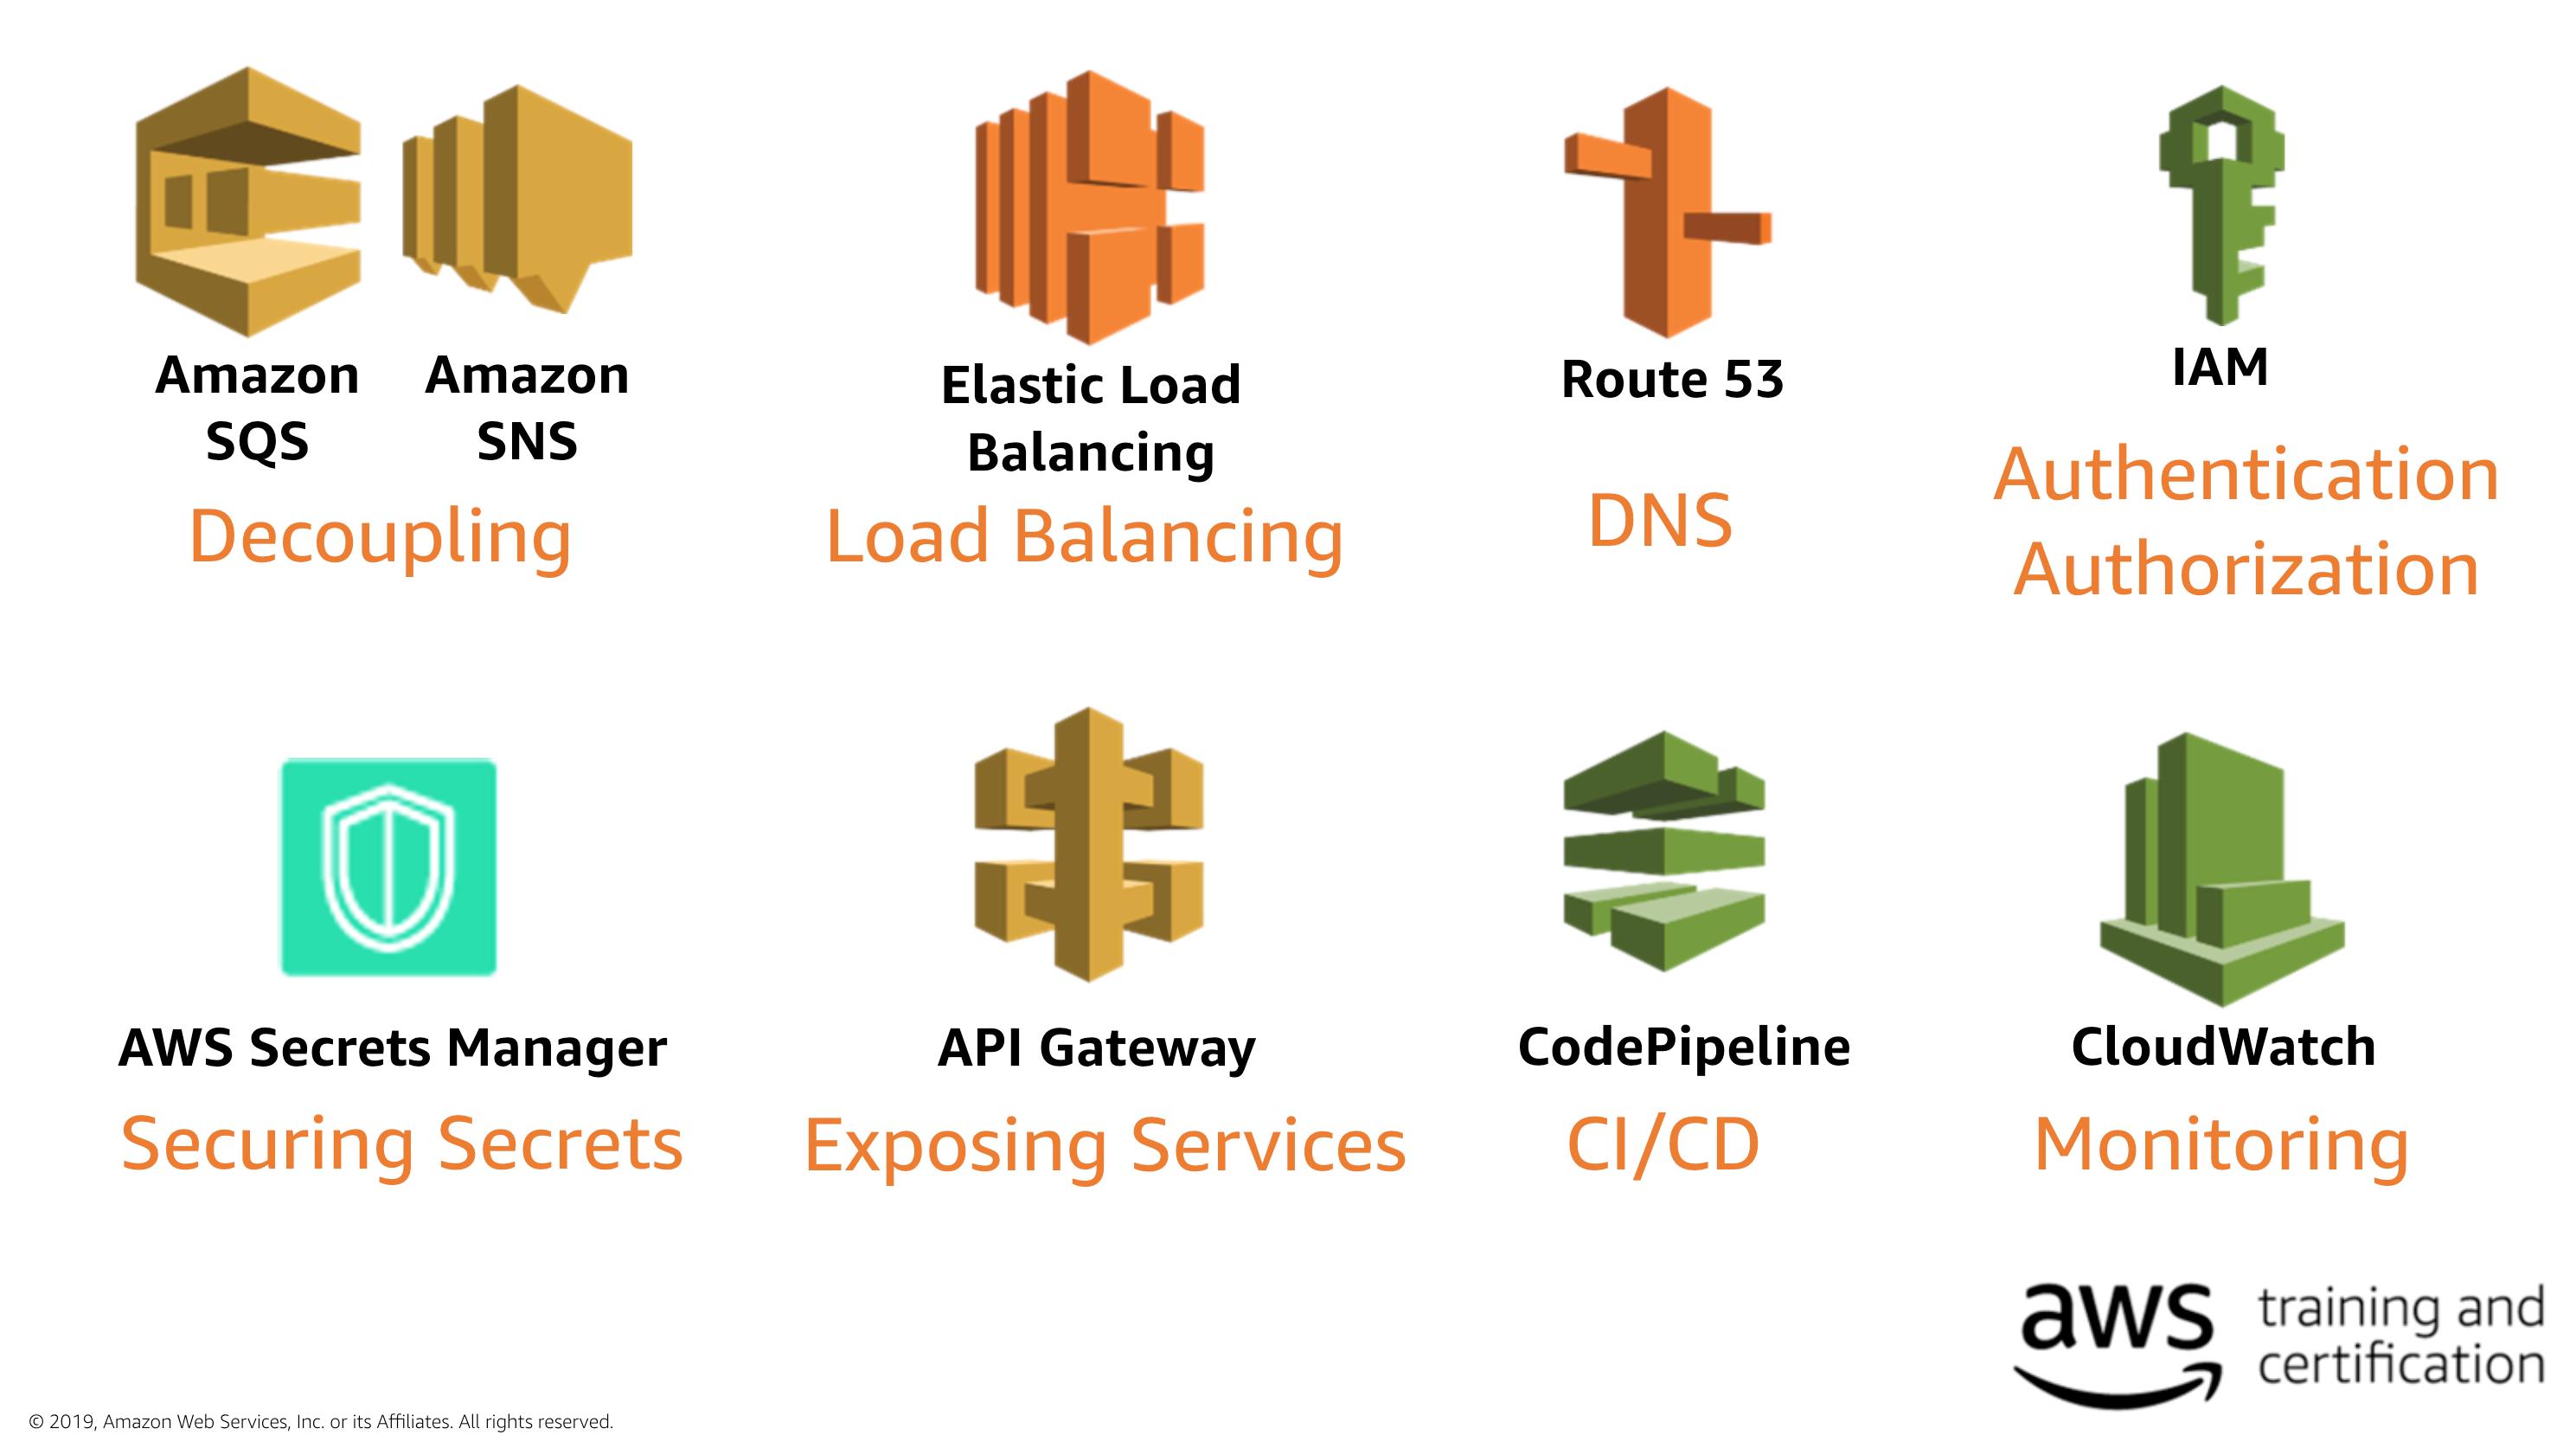 Amazon
SQS
Amazon
SNS
Decoupling
Elastic Load
Balancing
Load Balancing
Route 53
DNS
IAM
Authentication
Authorization
AWS Secrets Manager
Securing Secrets
API Gateway
Exposing Services
CodePipeline
CI/CD
CloudWatch
Monitoring
aws
training and
certification
© 2019, Amazon Web Services, Inc. or its Affiliates. All rights reserved.